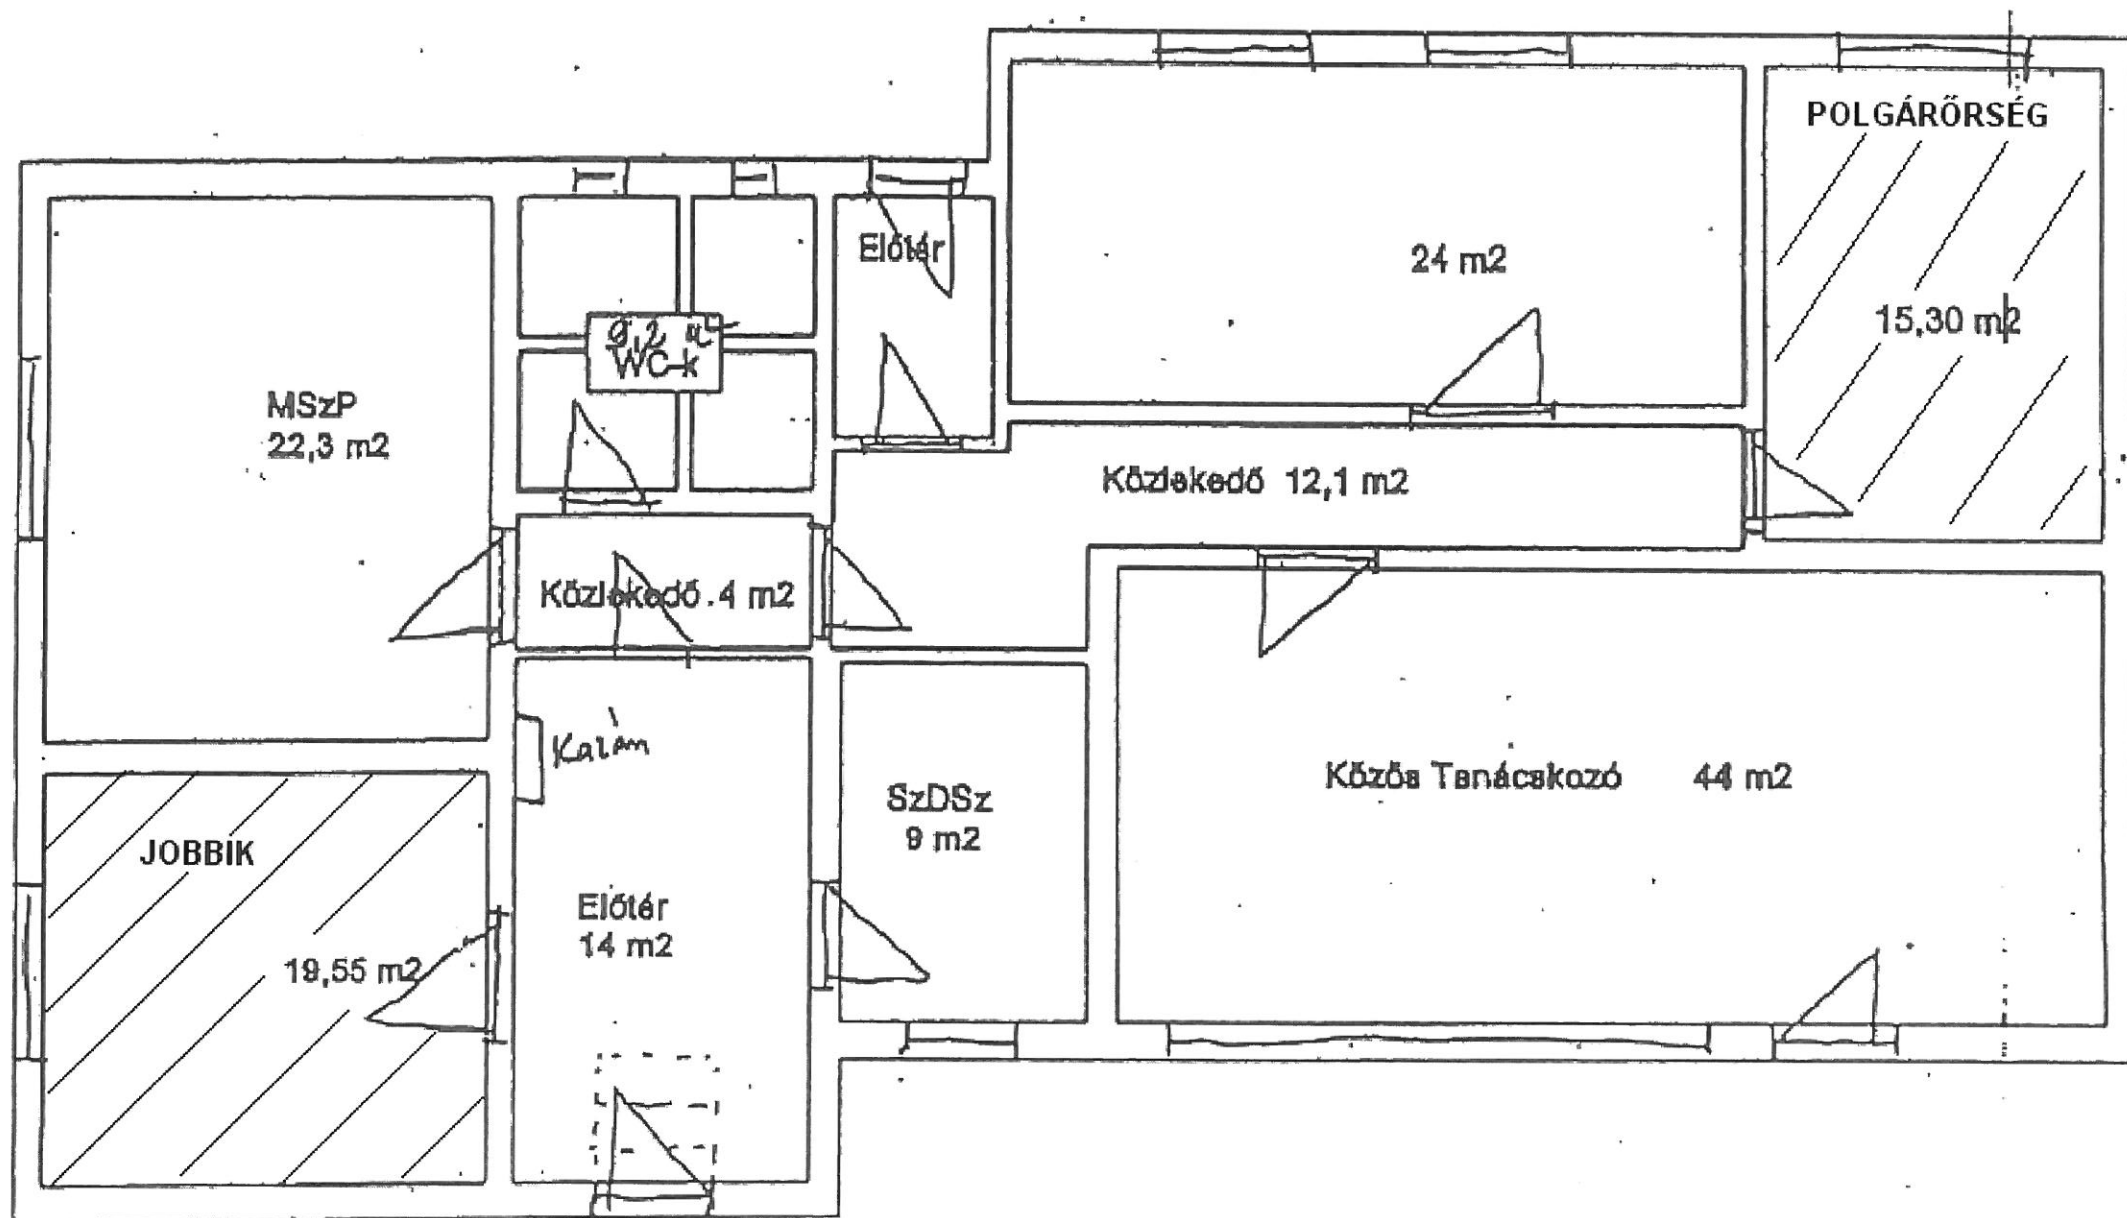 POLGÁRŐRSÉG
Előtér
24 m2
15,30 m2
9,2
WC-k
MSzP
22,3 m2
Közlekedő 12,1 m2
Közlekedő 4 m2
Kazán
SzDSz
9 m2
Közös Tanácskozó 44 m2
JOBBIK
Előtér
14 m2
19,55 m2